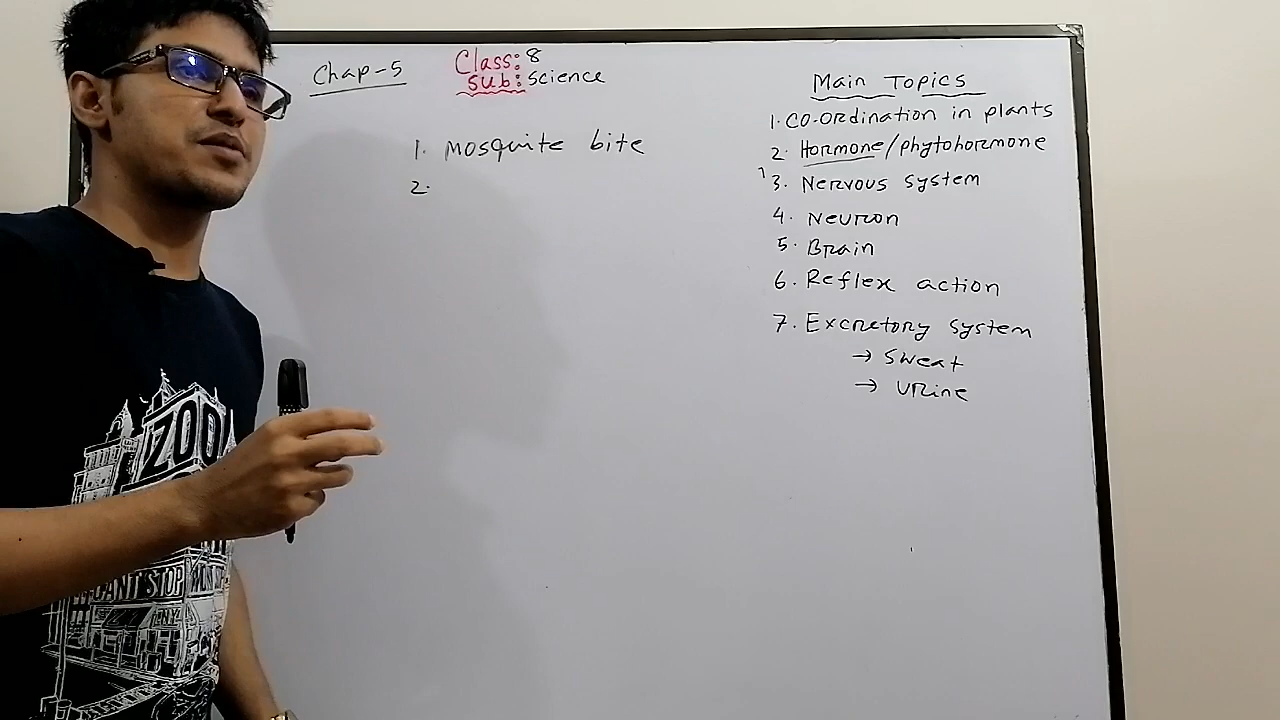 Chap-5
Class: 8
Sub: Science
1. Mosquite bite
2.
Main Topics
1. CO-ordination in plants
2. Hormone/phytohormone
3. Nervous system
4. Neuron
5. Brain
6. Reflex action
7. Excretory system
→ Sweat
→ Urine
ZOO
CAN'T STOP